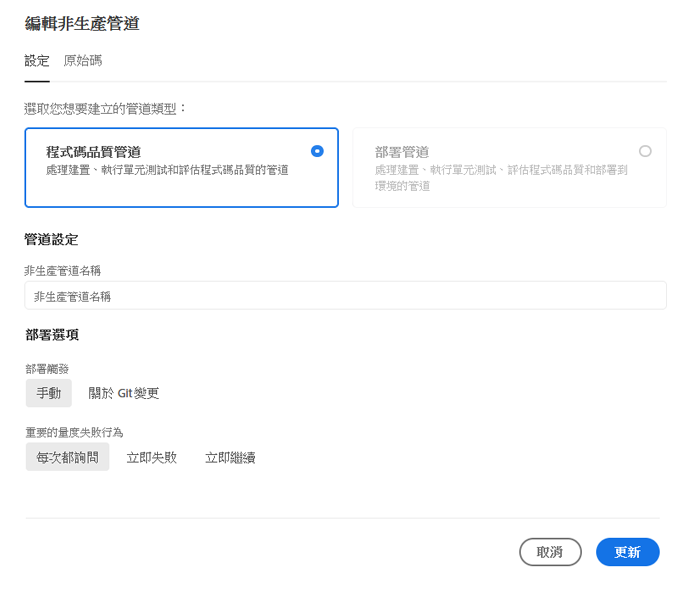 編輯非生產管道
設定 原始碼
選取您想要建立的管道類型：
程式碼品質管道
處理建置、執行單元測試和評估程式碼品質的管道
部署管道
處理建置、執行單元測試、評估程式碼品質和部署到
環境的管道
管道設定
非生產管道名稱
非生產管道名稱
部署選項
部署觸發
手動 關於 Git 變更
重要的量度失敗行為
每次都詢問 立即失敗 立即繼續
取消 更新